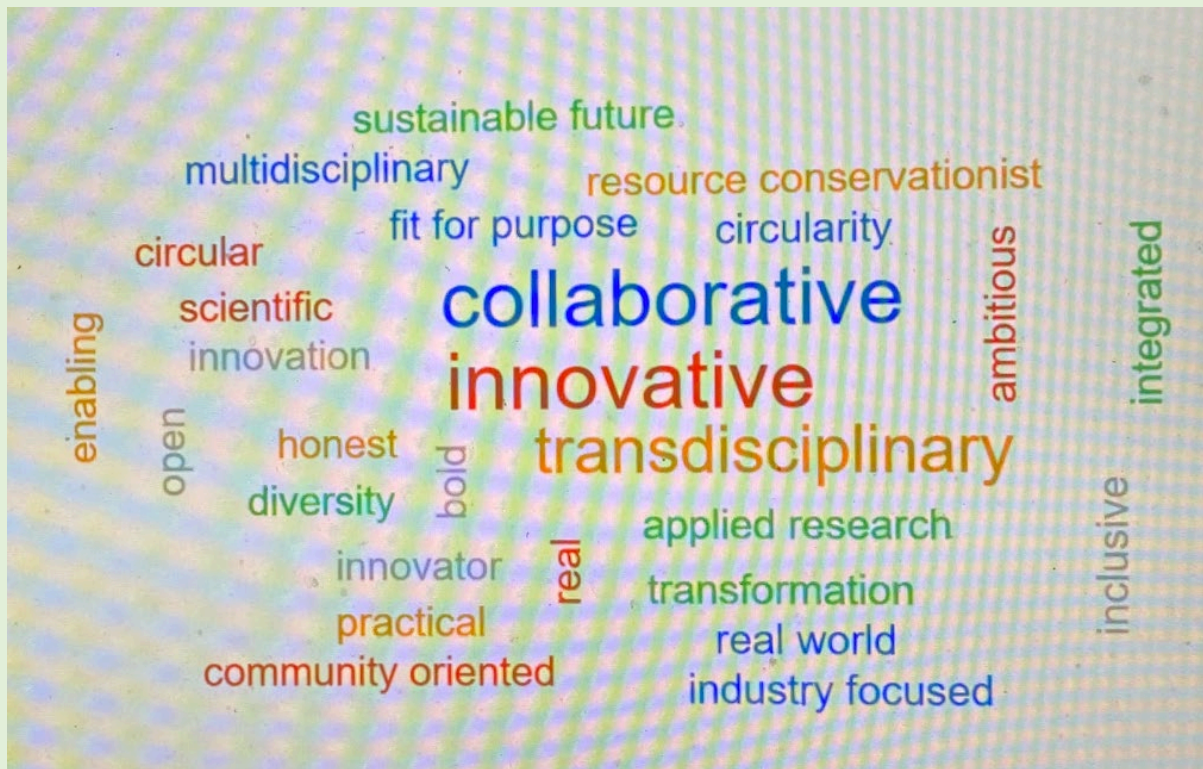 sustainable future
multidisciplinary
resource conservationist
fit for purpose
circularity
circular
collaborative
ambitious
integrated
scientific
enabling
innovation
innovative
open
honest
bold
transdisciplinary
diversity
applied research
inclusive
innovator
real
transformation
practical
real world
community oriented
industry focused